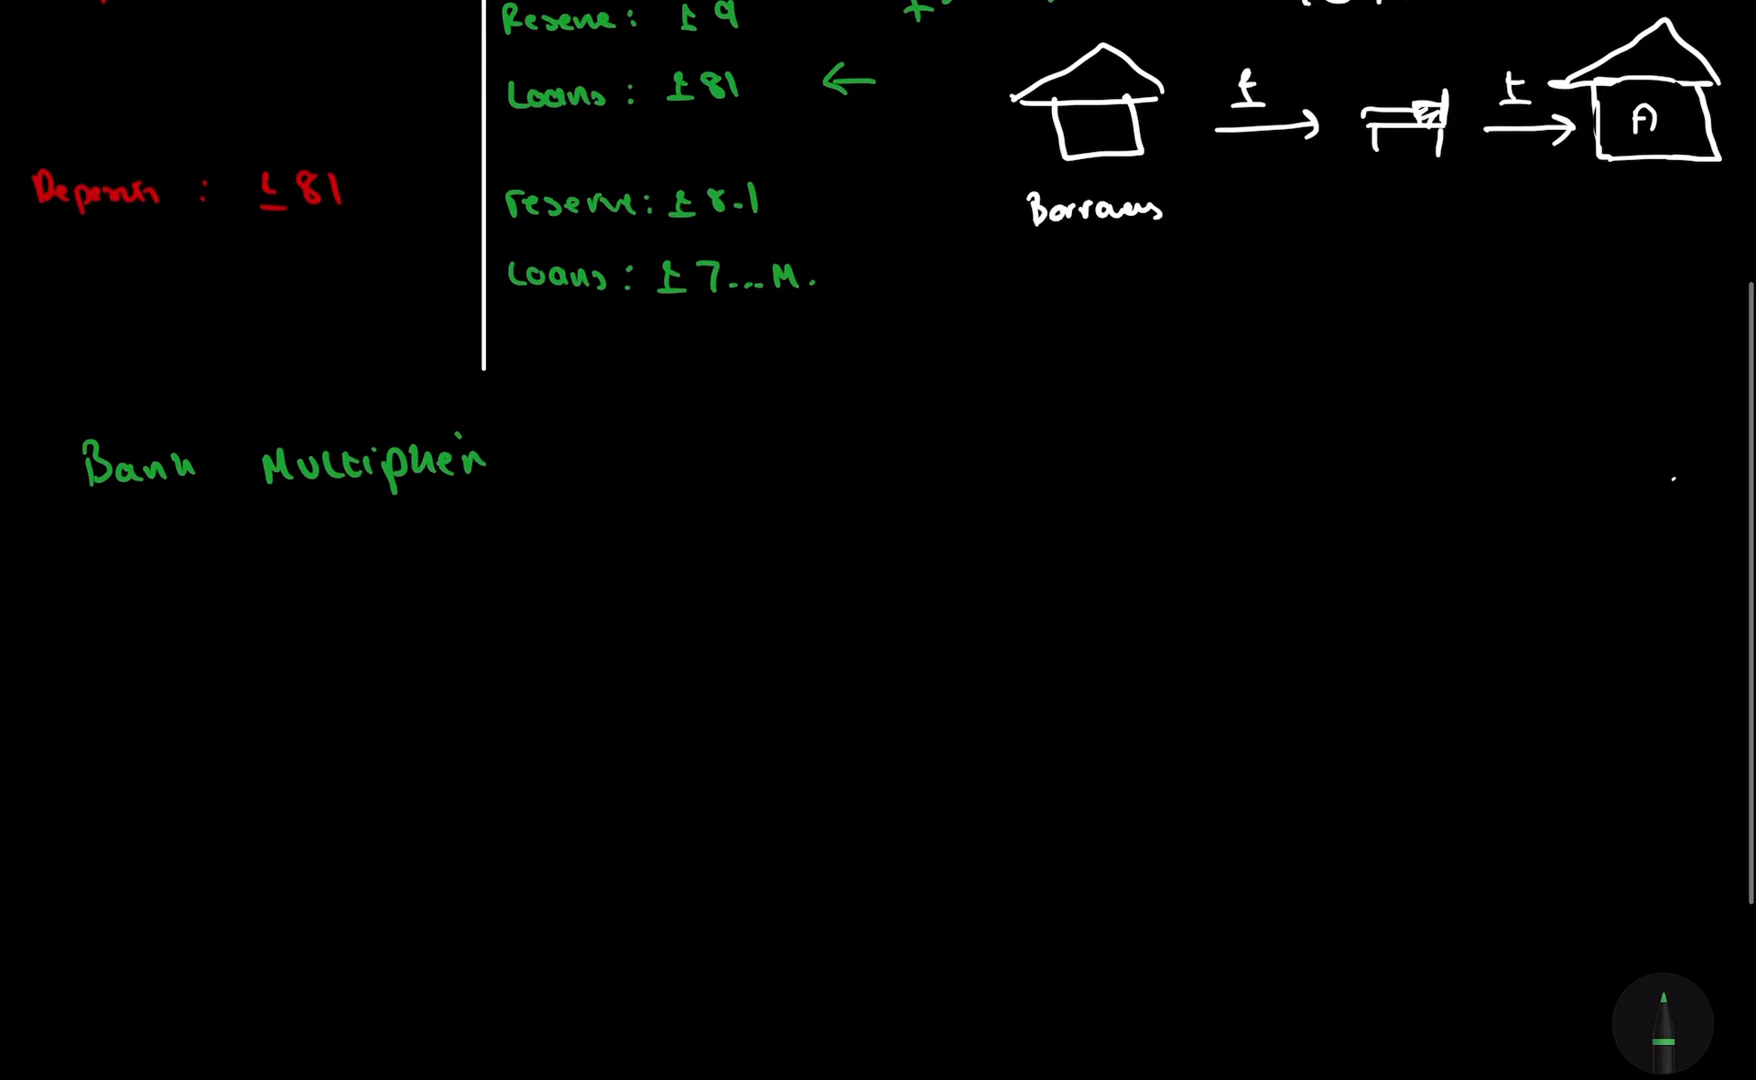 Reserve: £9
Loans: £81 ←
£ £
A
Deposits: £81
reserve: £8.1
Borrowers
Loans: £7...M.
Bank Multiplier